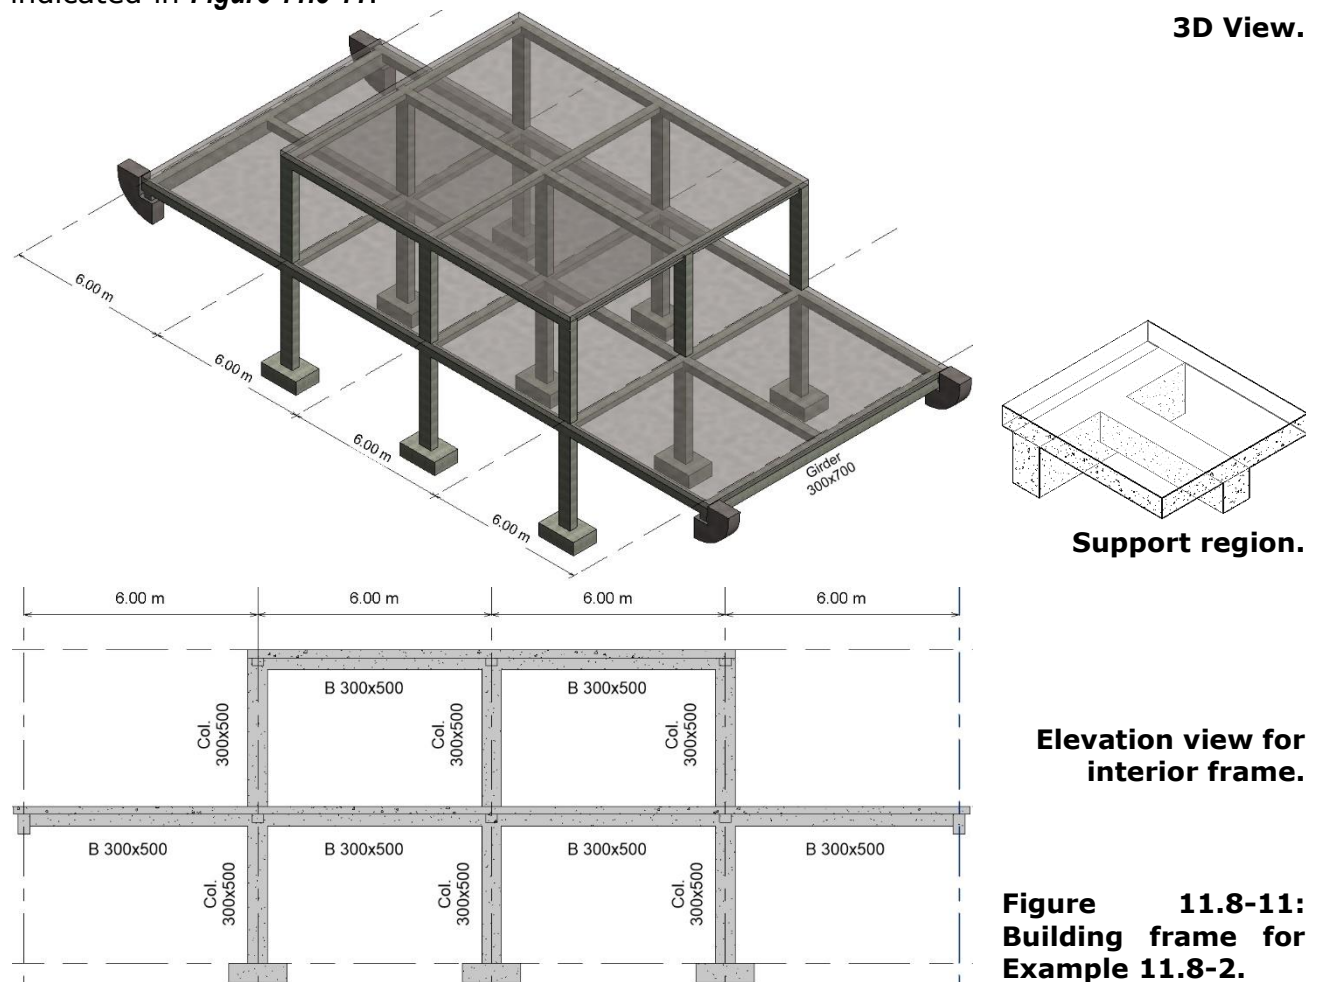 indicated in Figure 11.8-11.
3D View.
6.00 m
6.00 m
6.00 m
6.00 m
Girder
300x700
Support region.
6.00 m
6.00 m
6.00 m
6.00 m
B 300x500
B 300x500
Col.
300x500
Col.
300x500
Col.
300x500
Elevation view for
interior frame.
B 300x500
B 300x500
B 300x500
B 300x500
Col.
300x500
Col.
300x500
Col.
300x500
Figure 11.8-11:
Building frame for
Example 11.8-2.